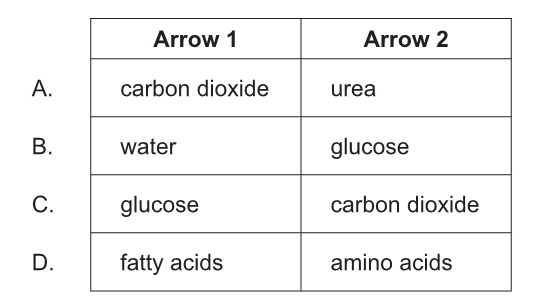 Arrow 1 Arrow 2
A. carbon dioxide urea
B. water glucose
C. glucose carbon dioxide
D. fatty acids amino acids